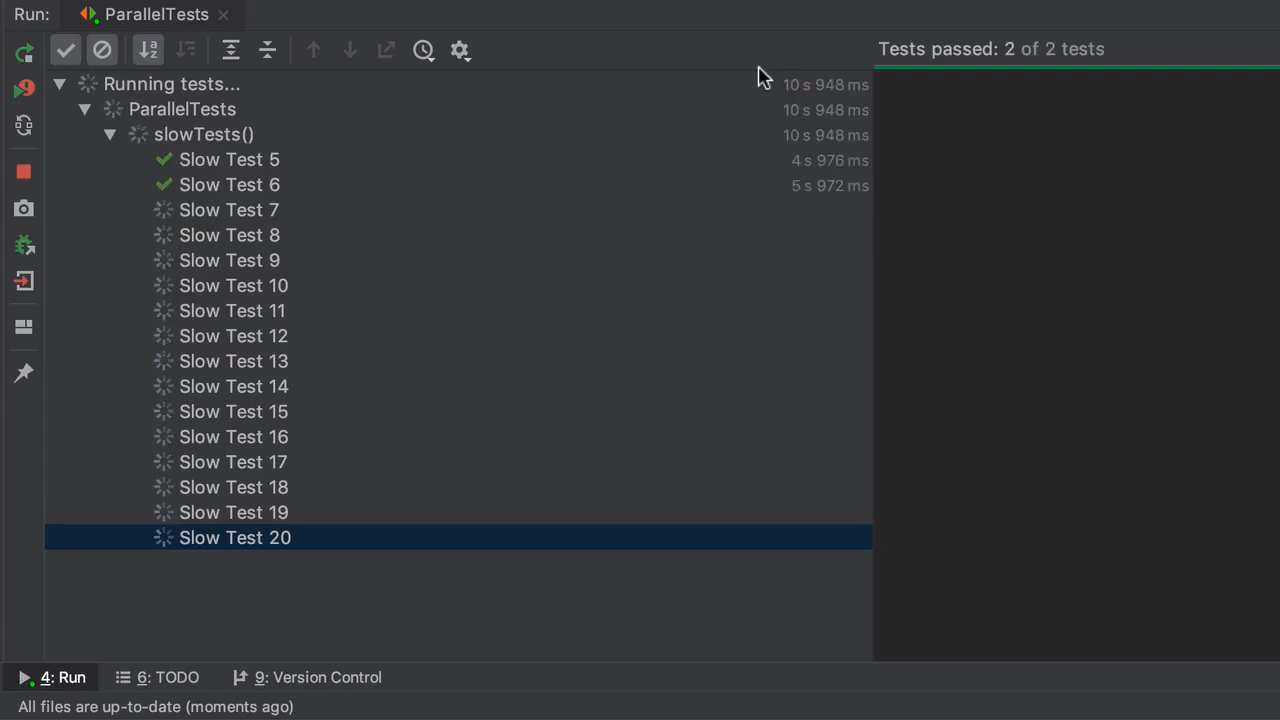 Run: ParallelTests
Tests passed: 2 of 2 tests
Running tests... 10 s 948 ms
ParallelTests 10 s 948 ms
slowTests() 10 s 948 ms
Slow Test 5 4 s 976 ms
Slow Test 6 5 s 972 ms
Slow Test 7
Slow Test 8
Slow Test 9
Slow Test 10
Slow Test 11
Slow Test 12
Slow Test 13
Slow Test 14
Slow Test 15
Slow Test 16
Slow Test 17
Slow Test 18
Slow Test 19
Slow Test 20
4: Run 6: TODO 9: Version Control
All files are up-to-date (moments ago)